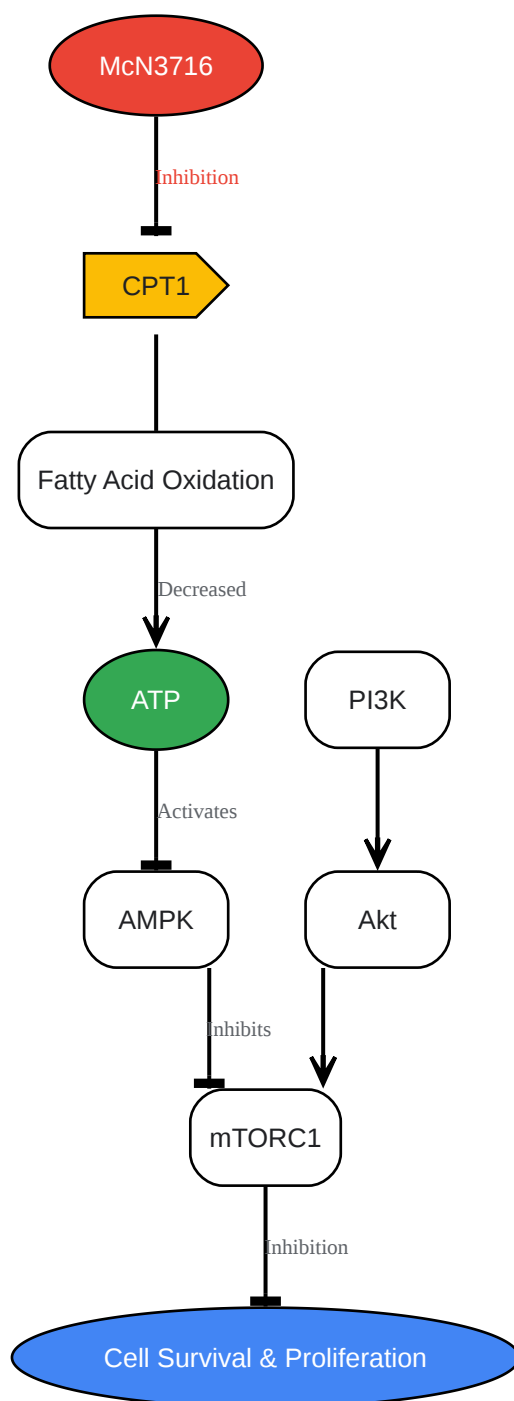 McN3716
Inhibition
CPT1
Fatty Acid Oxidation
Decreased
ATP
PI3K
Activates
AMPK
Akt
Inhibits
mTORC1
Inhibition
Cell Survival & Proliferation